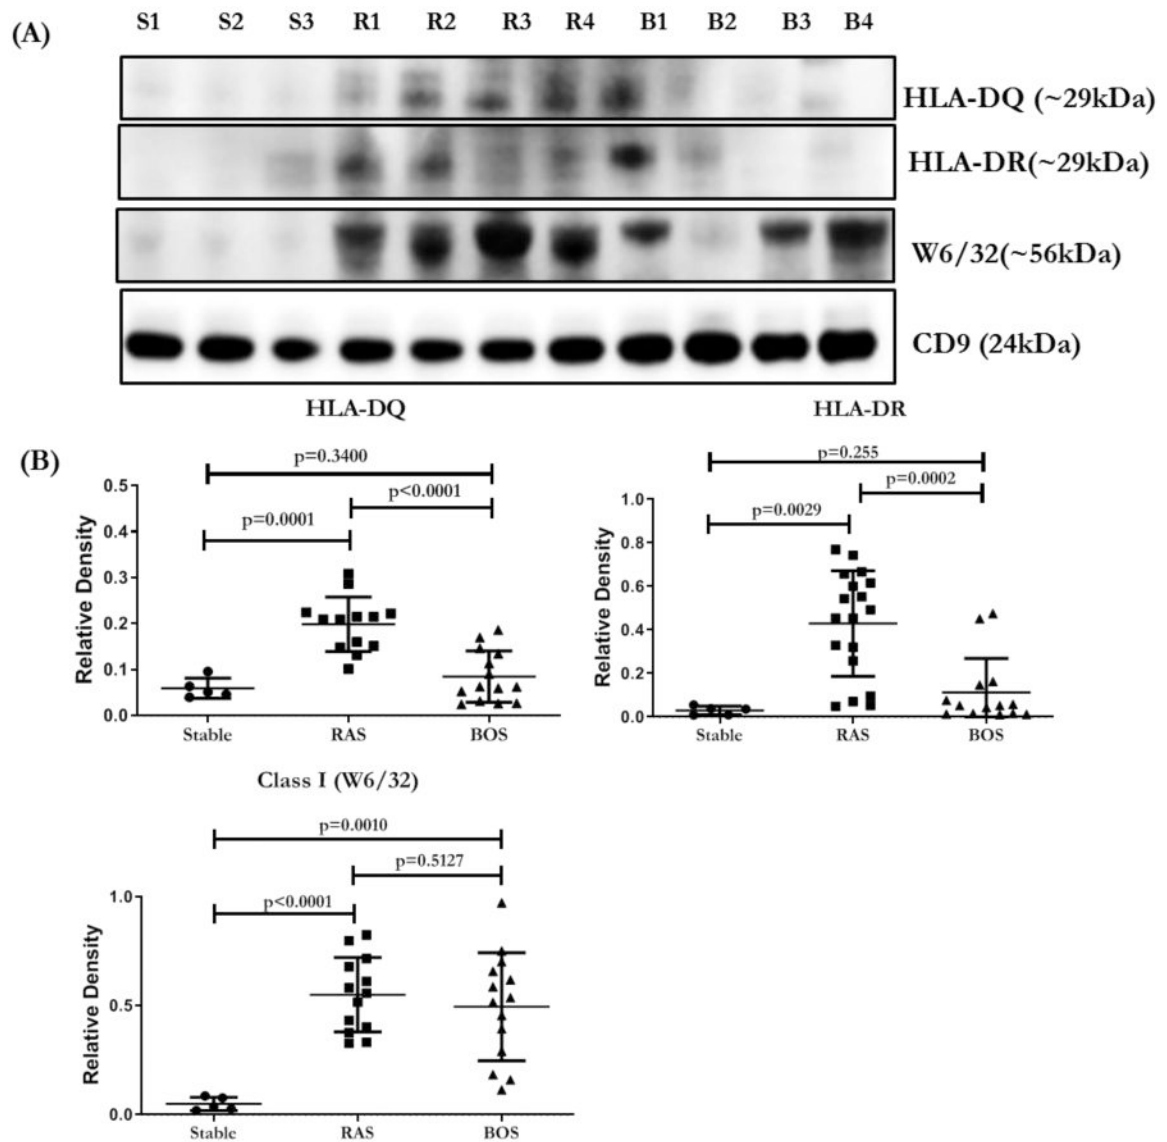 (A)
S1 S2 S3 R1 R2 R3 R4 B1 B2 B3 B4
HLA-DQ (~29kDa)
HLA-DR(~29kDa)
W6/32(~56kDa)
CD9 (24kDa)
(B)
HLA-DQ
p=0.3400
p<0.0001
p=0.0001
Relative Density
0.5
0.4
0.3
0.2
0.1
0.0
Stable RAS BOS
HLA-DR
p=0.255
p=0.0002
p=0.0029
Relative Density
1.0
0.8
0.6
0.4
0.2
0.0
Stable RAS BOS
Class I (W6/32)
p=0.0010
p=0.5127
p<0.0001
Relative Density
1.0
0.5
0.0
Stable RAS BOS